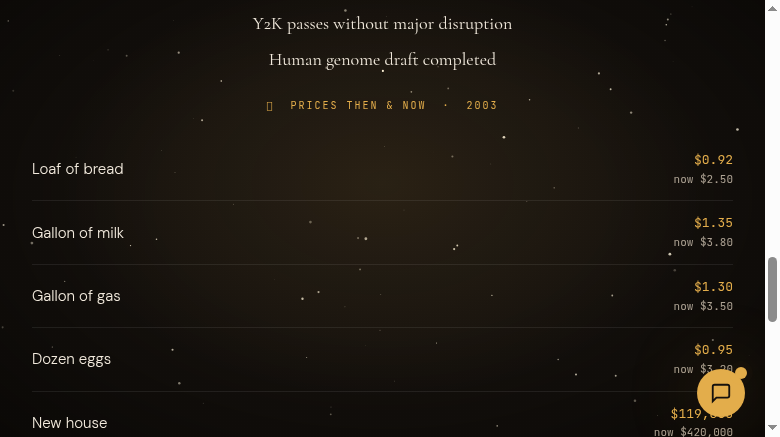 Y2K passes without major disruption
Human genome draft completed
PRICES THEN & NOW · 2003
Loaf of bread
$0.92
now $2.50
Gallon of milk
$1.35
now $3.80
Gallon of gas
$1.30
now $3.50
Dozen eggs
$0.95
now
New house
now $420,000